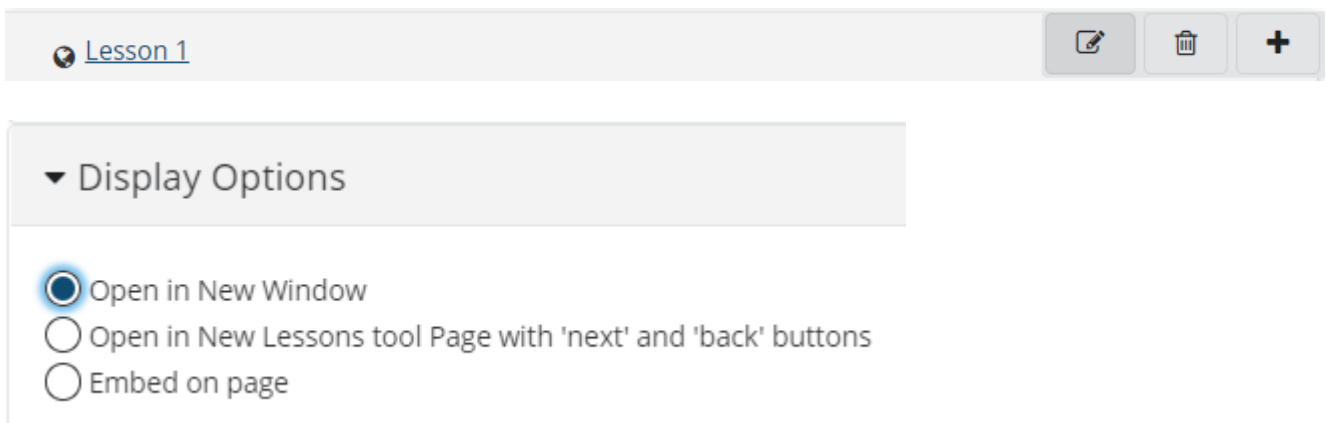 Lesson 1
Display Options
Open in New Window
Open in New Lessons tool Page with 'next' and 'back' buttons
Embed on page